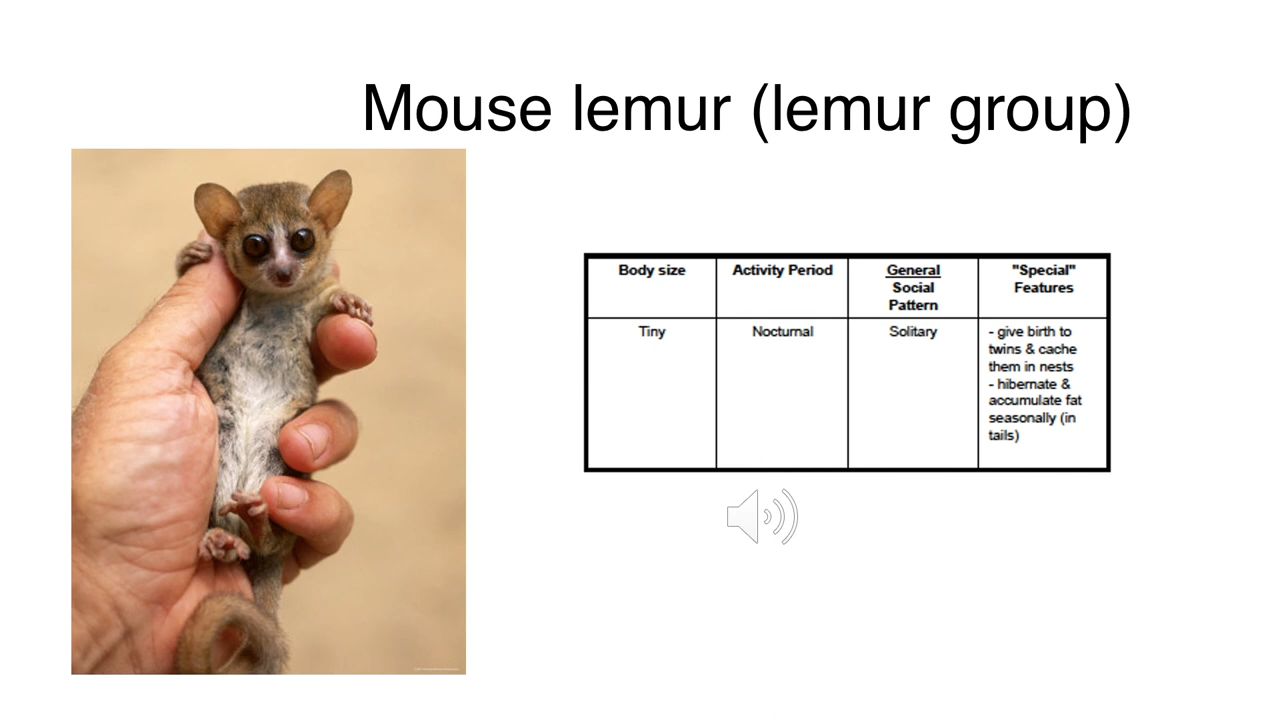 Mouse lemur (lemur group)
Body size
Activity Period
General
Social
Pattern
"Special"
Features
Tiny
Nocturnal
Solitary
- give birth to
twins & cache
them in nests
- hibernate &
accumulate fat
seasonally (in
tails)